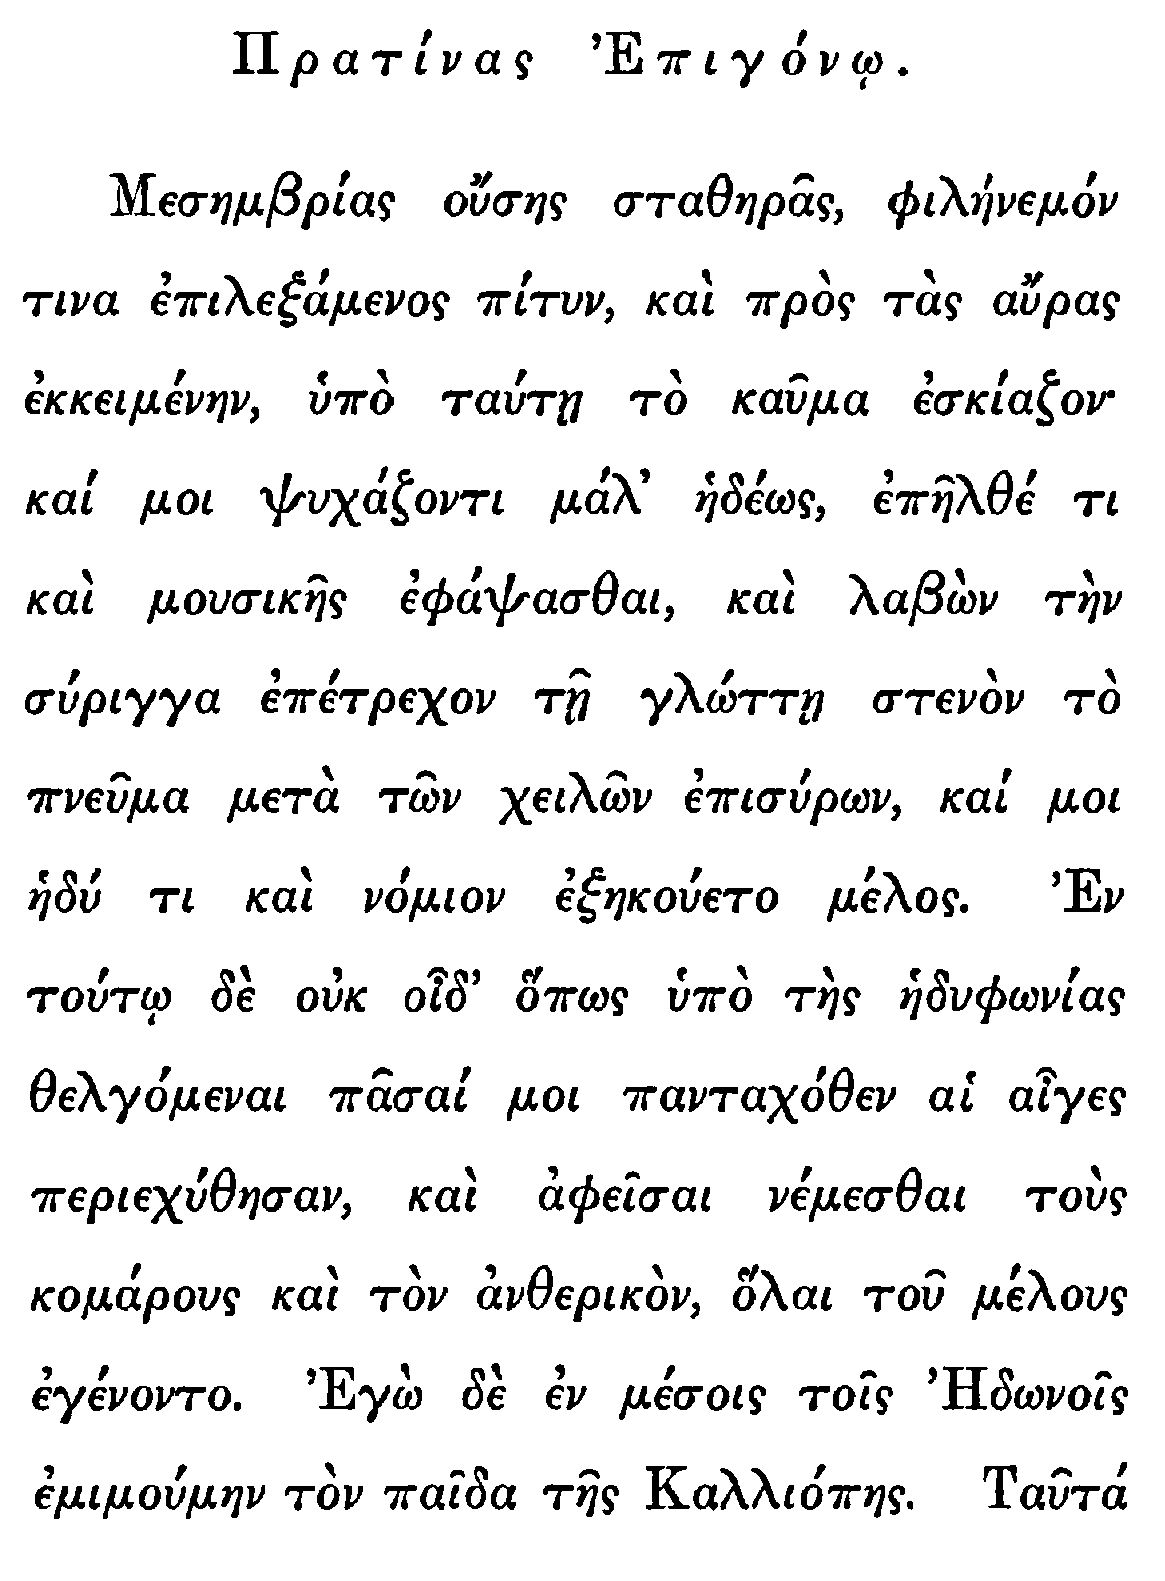 Πρατίνας Ἐπιγόνῳ.
Μεσημβρίας οὔσης σταθηρᾶς, φιλήνεμόν
τινα ἐπιλεξάμενος πίτυν, καὶ πρὸς τὰς αὔρας
ἐκκειμένην, ὑπὸ ταύτῃ τὸ καῦμα ἐσκίαζον·
καί μοι ψυχάζοντι μάλ’ ἡδέως, ἐπῆλθέ τι
καὶ μουσικῆς ἐφάψασθαι, καὶ λαβὼν τὴν
σύριγγα ἐπέτρεχον τῇ γλώττῃ στενὸν τὸ
πνεῦμα μετὰ τῶν χειλῶν ἐπισύρων, καί μοι
ἡδύ τι καὶ νόμιον ἐξηκούετο μέλος. Ἐν
τούτῳ δὲ οὐκ οἶδ’ ὅπως ὑπὸ τὴς ἡδυφωνίας
θελγόμεναι πᾶσαί μοι πανταχόθεν αἱ αἶγες
περιεχύθησαν, καὶ ἀφεῖσαι νέμεσθαι τοὺς
κομάρους καὶ τὸν ἀνθερικὸν, ὅλαι τοῦ μέλους
ἐγένοντο. Ἐγὼ δὲ ἐν μέσοις τοῖς Ἠδωνοῖς
ἐμιμούμην τὸν παῖδα τῆς Καλλιόπης. Ταῦτά